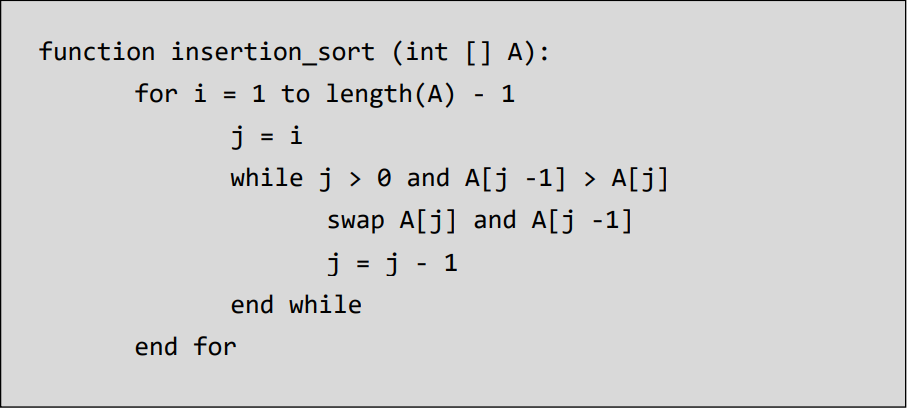 function insertion_sort (int [] A):
for i = 1 to length(A) - 1
j = i
while j > 0 and A[j -1] > A[j]
swap A[j] and A[j -1]
j = j - 1
end while
end for